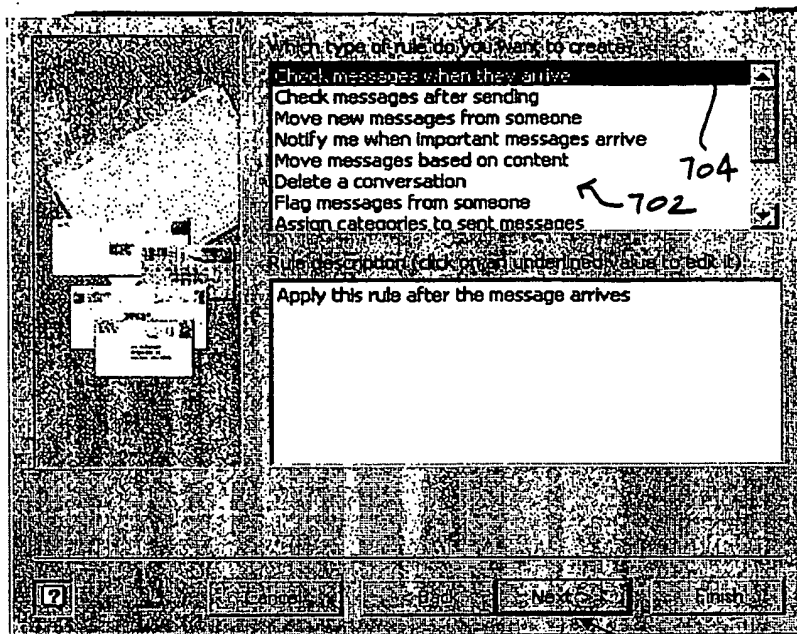 Which type of rule do you want to create?
Check messages when they arrive
Check messages after sending
Move new messages from someone
Notify me when important messages arrive
Move messages based on content
Delete a conversation
Flag messages from someone
Assign categories to sent messages
704
702
Rule description (click on an underlined value to edit it)
Apply this rule after the message arrives
?
Cancel
< Back
Next >
Finish